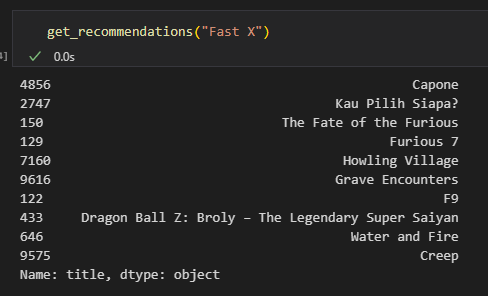 get_recommendations("Fast X")
4]
✓ 0.0s
4856 Capone
2747 Kau Pilih Siapa?
150 The Fate of the Furious
129 Furious 7
7160 Howling Village
9616 Grave Encounters
122 F9
433 Dragon Ball Z: Broly – The Legendary Super Saiyan
646 Water and Fire
9575 Creep
Name: title, dtype: object